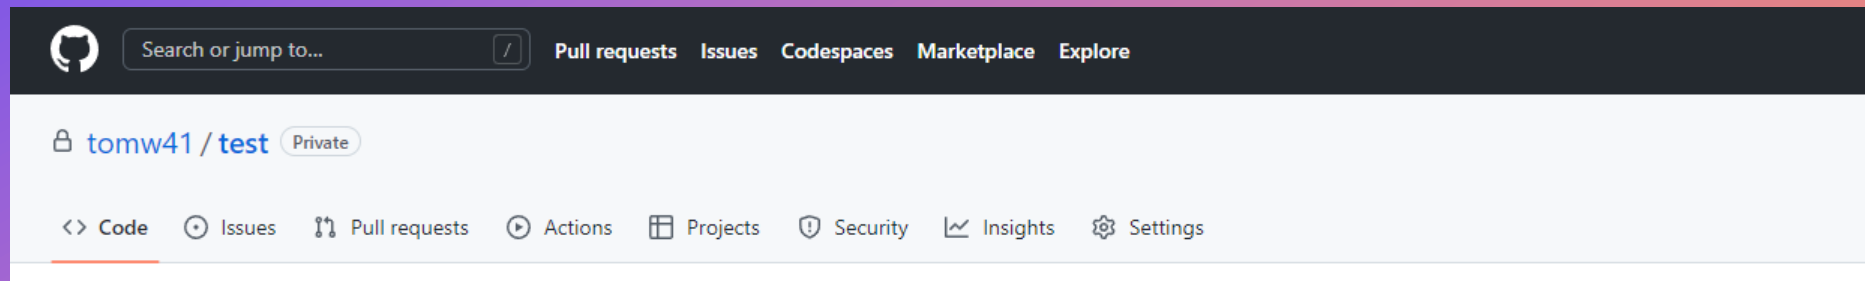 Search or jump to... / Pull requests Issues Codespaces Marketplace Explore
tomw41 / test Private
<> Code Issues Pull requests Actions Projects Security Insights Settings